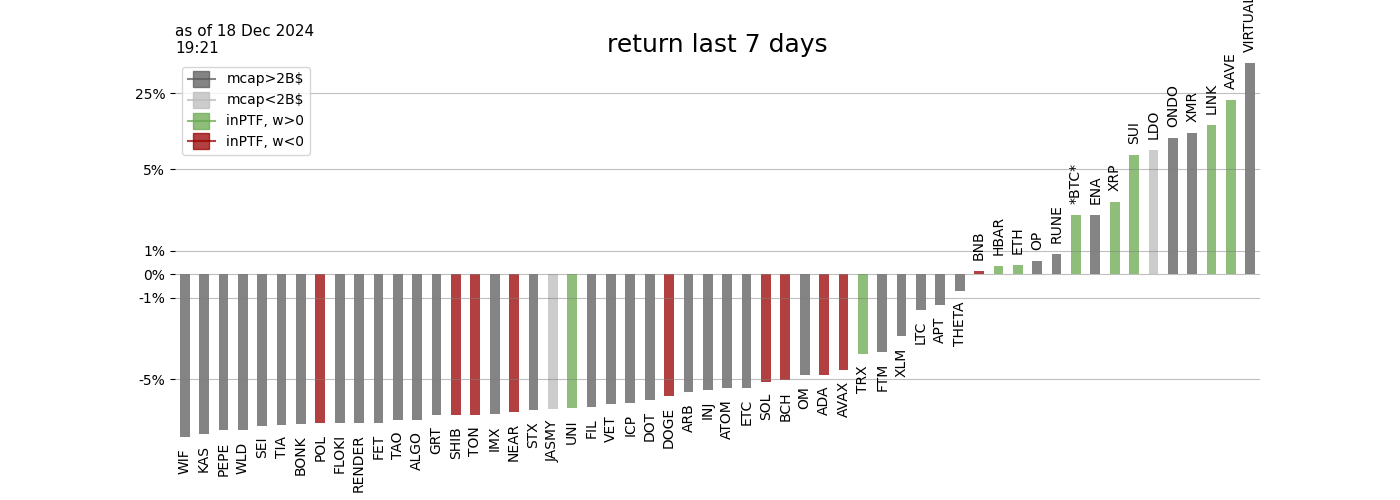 as of 18 Dec 2024
19:21
return last 7 days
mcap>2B$
mcap<2B$
inPTF, w>0
inPTF, w<0
25%
5%
1%
0%
-1%
-5%
WIF
KAS
PEPE
WLD
SEI
TIA
BONK
POL
FLOKI
RENDER
FET
TAO
ALGO
GRT
SHIB
TON
IMX
NEAR
STX
JASMY
UNI
FIL
VET
ICP
DOT
DOGE
ARB
INJ
ATOM
ETC
SOL
BCH
OM
ADA
AVAX
TRX
FTM
XLM
LTC
APT
THETA
BNB
HBAR
ETH
OP
RUNE
*BTC*
ENA
XRP
SUI
LDO
ONDO
XMR
LINK
AAVE
VIRTUAL